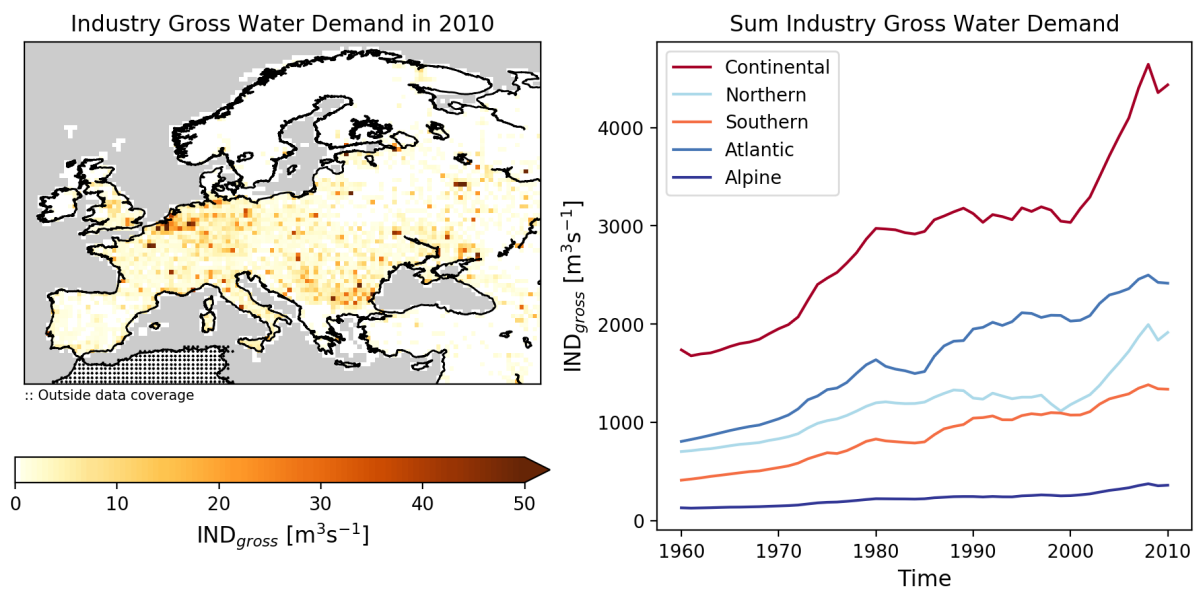 Industry Gross Water Demand in 2010
:: Outside data coverage
0 10 20 30 40 50
IND_gross [m³s⁻¹]
Sum Industry Gross Water Demand
Continental
Northern
Southern
Atlantic
Alpine
4000
3000
2000
1000
0
IND_gross [m³s⁻¹]
1960 1970 1980 1990 2000 2010
Time